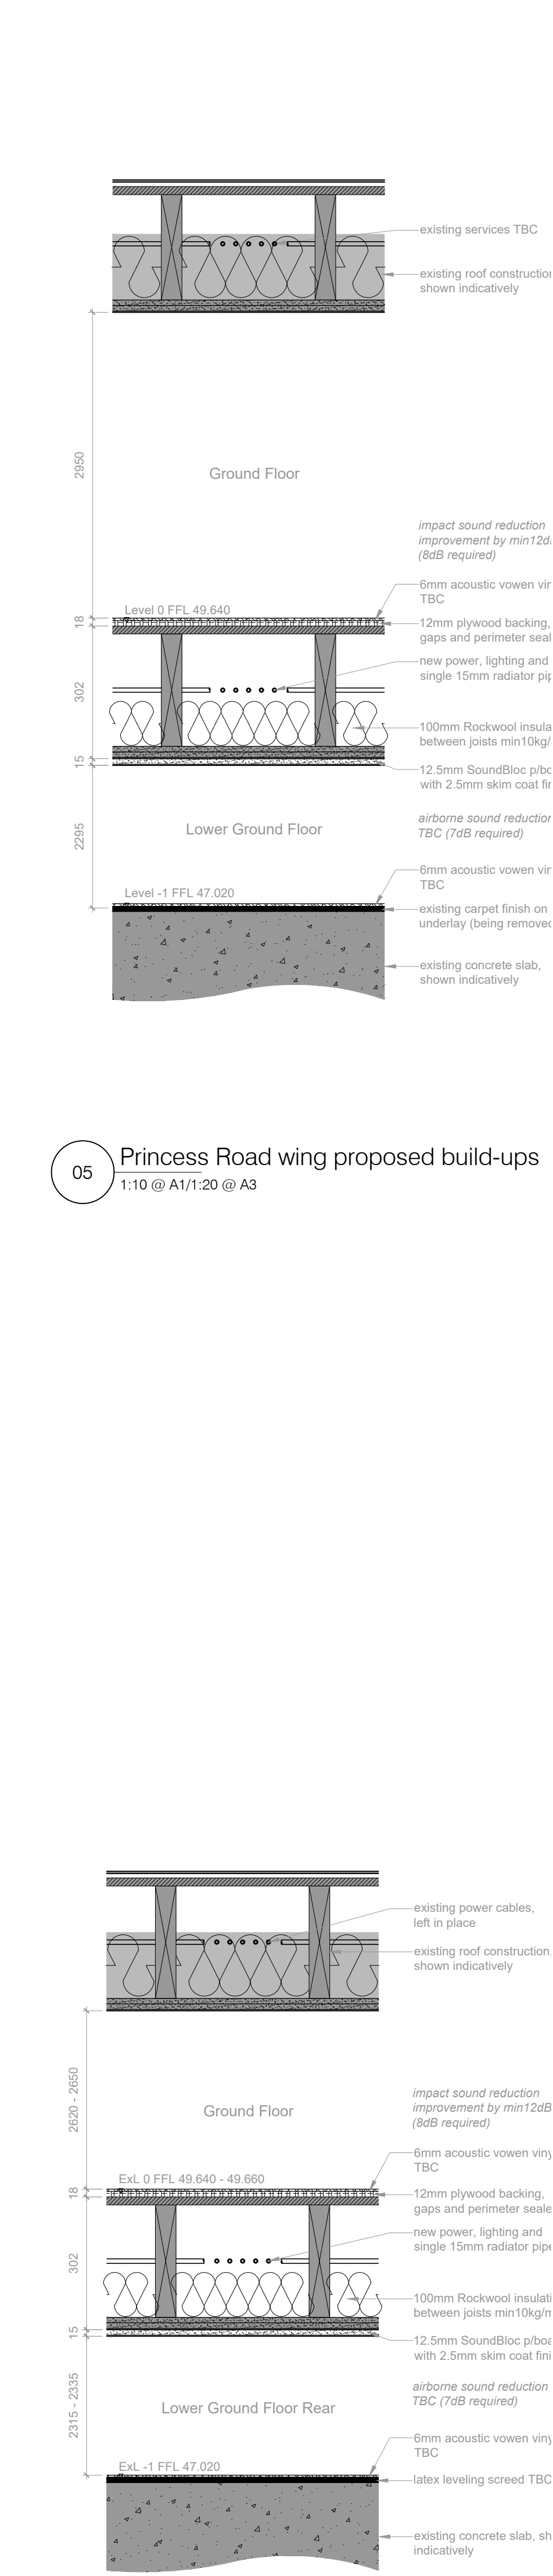 existing services TBC
existing roof construction
shown indicatively
2950
Ground Floor
impact sound reduction
improvement by min12d
(8dB required)
6mm acoustic vowen vin
TBC
Level 0 FFL 49.640
18
12mm plywood backing,
gaps and perimeter seal
new power, lighting and
single 15mm radiator pip
302
100mm Rockwool insula
between joists min10kg/
15
12.5mm SoundBloc p/bo
with 2.5mm skim coat fin
2295
Lower Ground Floor
airborne sound reduction
TBC (7dB required)
6mm acoustic vowen vin
TBC
Level -1 FFL 47.020
existing carpet finish on
underlay (being removed
existing concrete slab,
shown indicatively
05
Princess Road wing proposed build-ups
1:10 @ A1/1:20 @ A3
existing power cables,
left in place
existing roof construction,
shown indicatively
2620 - 2650
Ground Floor
impact sound reduction
improvement by min12dB
(8dB required)
6mm acoustic vowen viny
TBC
ExL 0 FFL 49.640 - 49.660
18
12mm plywood backing,
gaps and perimeter seale
new power, lighting and
single 15mm radiator pipe
302
100mm Rockwool insulati
between joists min10kg/m
15
12.5mm SoundBloc p/boa
with 2.5mm skim coat fini
2315 - 2335
airborne sound reduction
TBC (7dB required)
Lower Ground Floor Rear
6mm acoustic vowen viny
TBC
ExL -1 FFL 47.020
latex leveling screed TBC
existing concrete slab, sh
indicatively